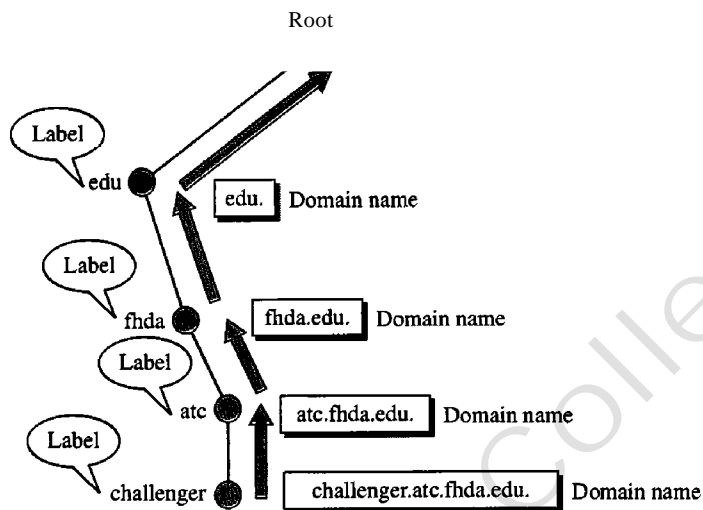 Root
Label
edu
edu. Domain name
Label
fhda
fhda.edu. Domain name
Label
atc
atc.fhda.edu. Domain name
Label
challenger
challenger.atc.fhda.edu. Domain name